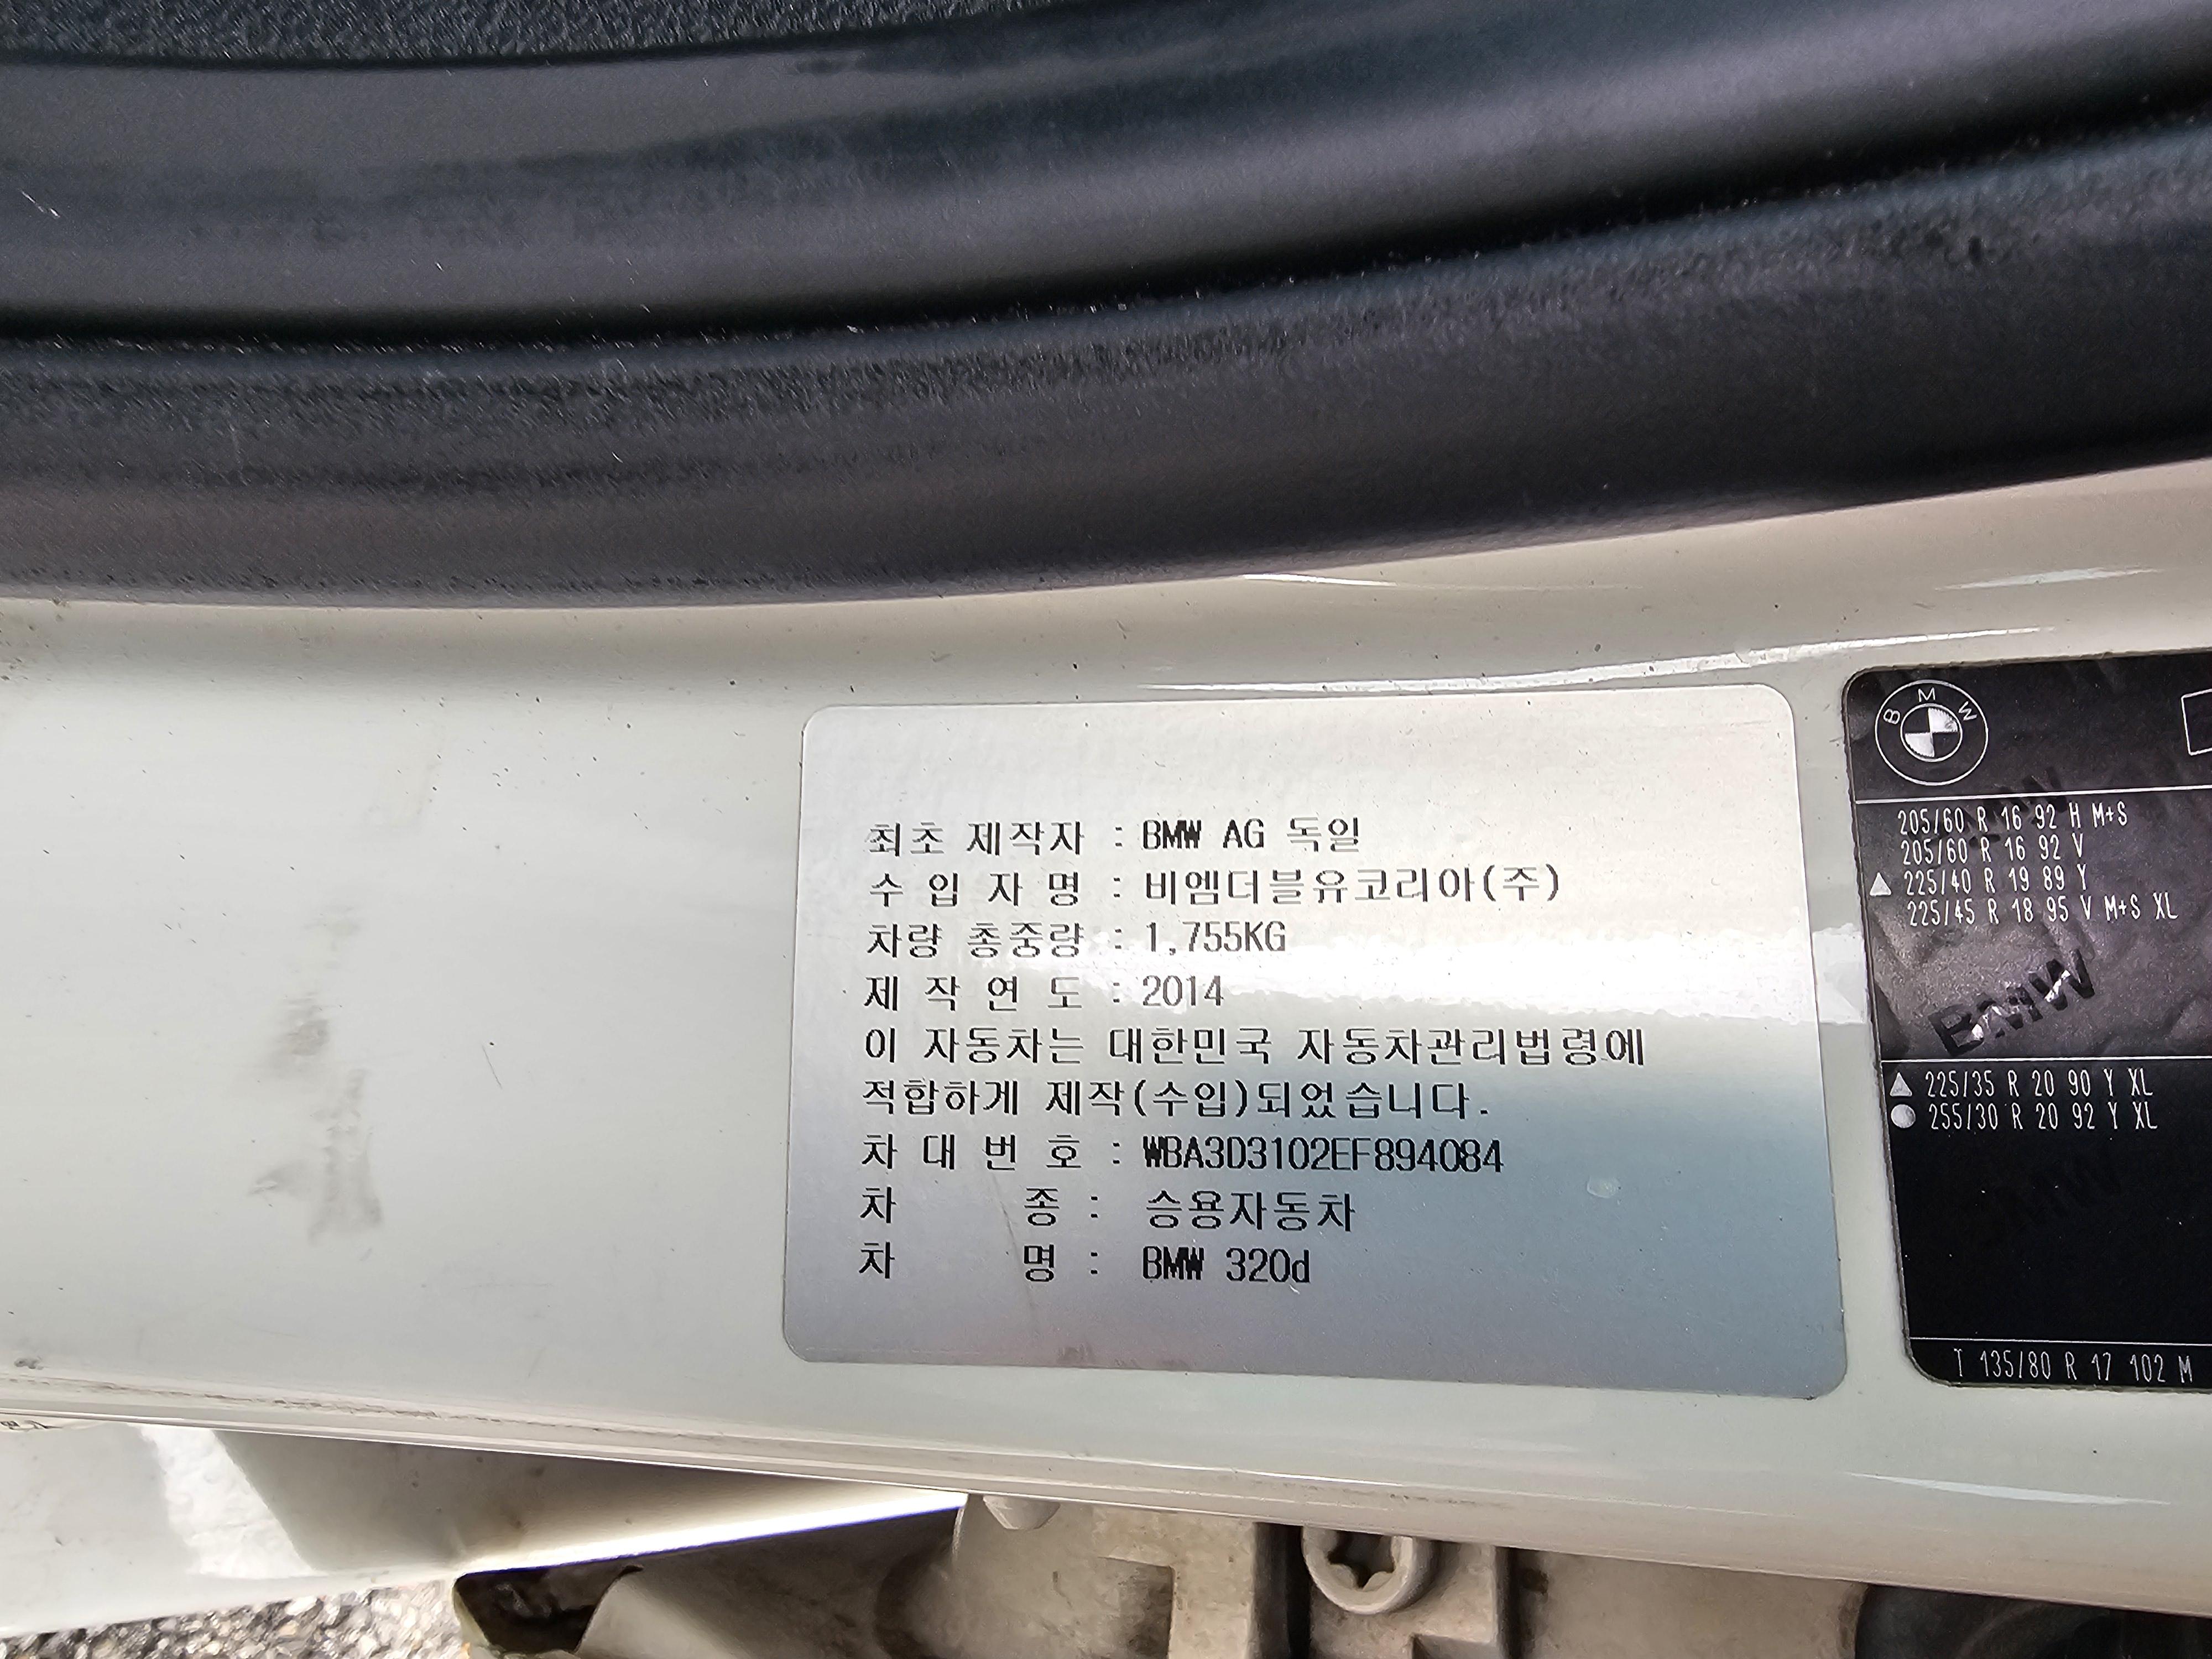 최초 제작자 : BMW AG 독일
수 입 자 명 : 비엠더블유코리아(주)
차량 총중량 : 1,755KG
제 작 연 도 : 2014
이 자동차는 대한민국 자동차관리법령에
적합하게 제작(수입)되었습니다.
차 대 번 호 : WBA3D3102EF894084
차 종 : 승용자동차
차 명 : BMW 320d
BMW
205/60 R 16 92 H M+S
205/60 R 16 92 V
225/40 R 19 89 Y
225/45 R 18 95 V M+S XL
BMW
225/35 R 20 90 Y XL
255/30 R 20 92 Y XL
T 135/80 R 17 102 M